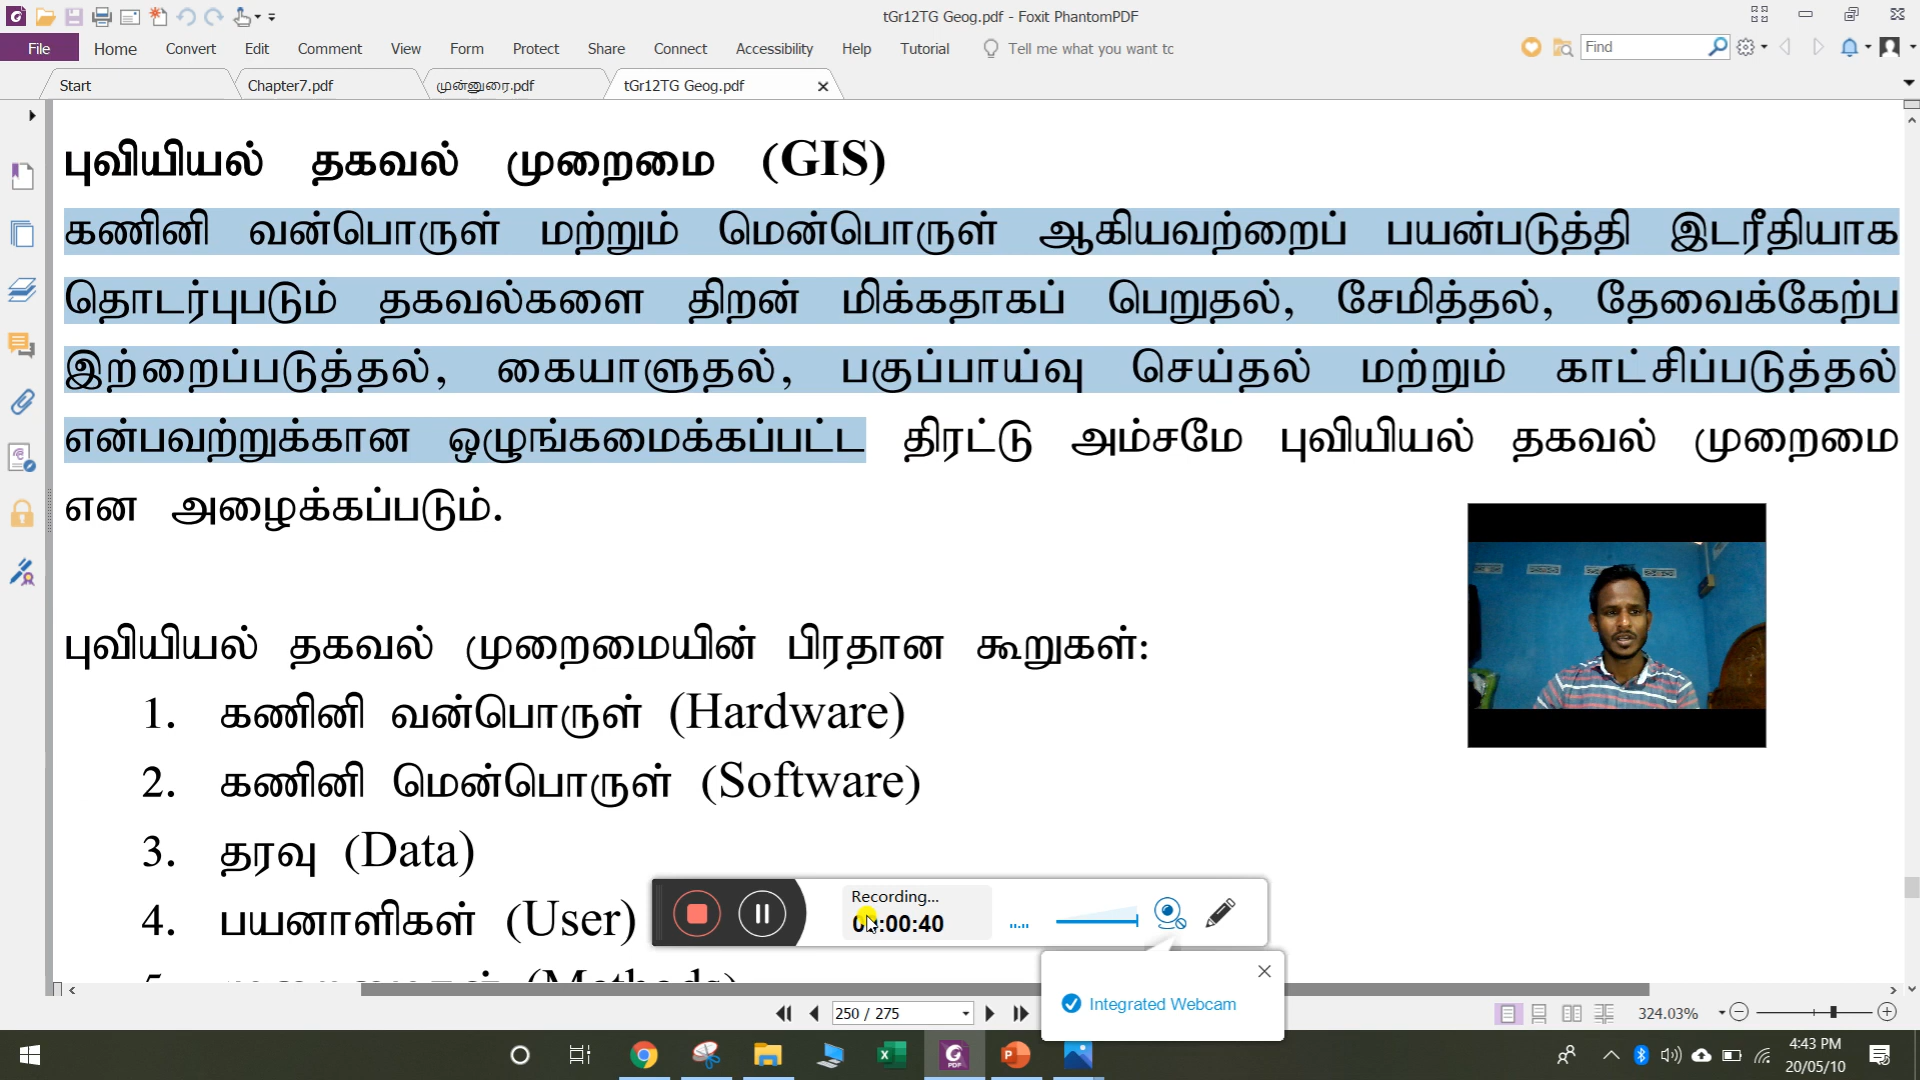 tGr12TG Geog.pdf - Foxit PhantomPDF
File Home Convert Edit Comment View Form Protect Share Connect Accessibility Help Tutorial Tell me what you want tc Find
Start Chapter7.pdf முன்னுரை.pdf tGr12TG Geog.pdf
புவியியல் தகவல் முறைமை (GIS)
கணினி வன்பொருள் மற்றும் மென்பொருள் ஆகியவற்றைப் பயன்படுத்தி இடரீதியாக
தொடர்புபடும் தகவல்களை திறன் மிக்கதாகப் பெறுதல், சேமித்தல், தேவைக்கேற்ப
இற்றைப்படுத்தல், கையாளுதல், பகுப்பாய்வு செய்தல் மற்றும் காட்சிப்படுத்தல்
என்பவற்றுக்கான ஒழுங்கமைக்கப்பட்ட திரட்டு அம்சமே புவியியல் தகவல் முறைமை
என அழைக்கப்படும்.
புவியியல் தகவல் முறைமையின் பிரதான கூறுகள்:
1. கணினி வன்பொருள் (Hardware)
2. கணினி மென்பொருள் (Software)
3. தரவு (Data)
4. பயனாளிகள் (User)
Recording...
00:00:40
(Methods)
Integrated Webcam
250 / 275
324.03%
4:43 PM
20/05/10